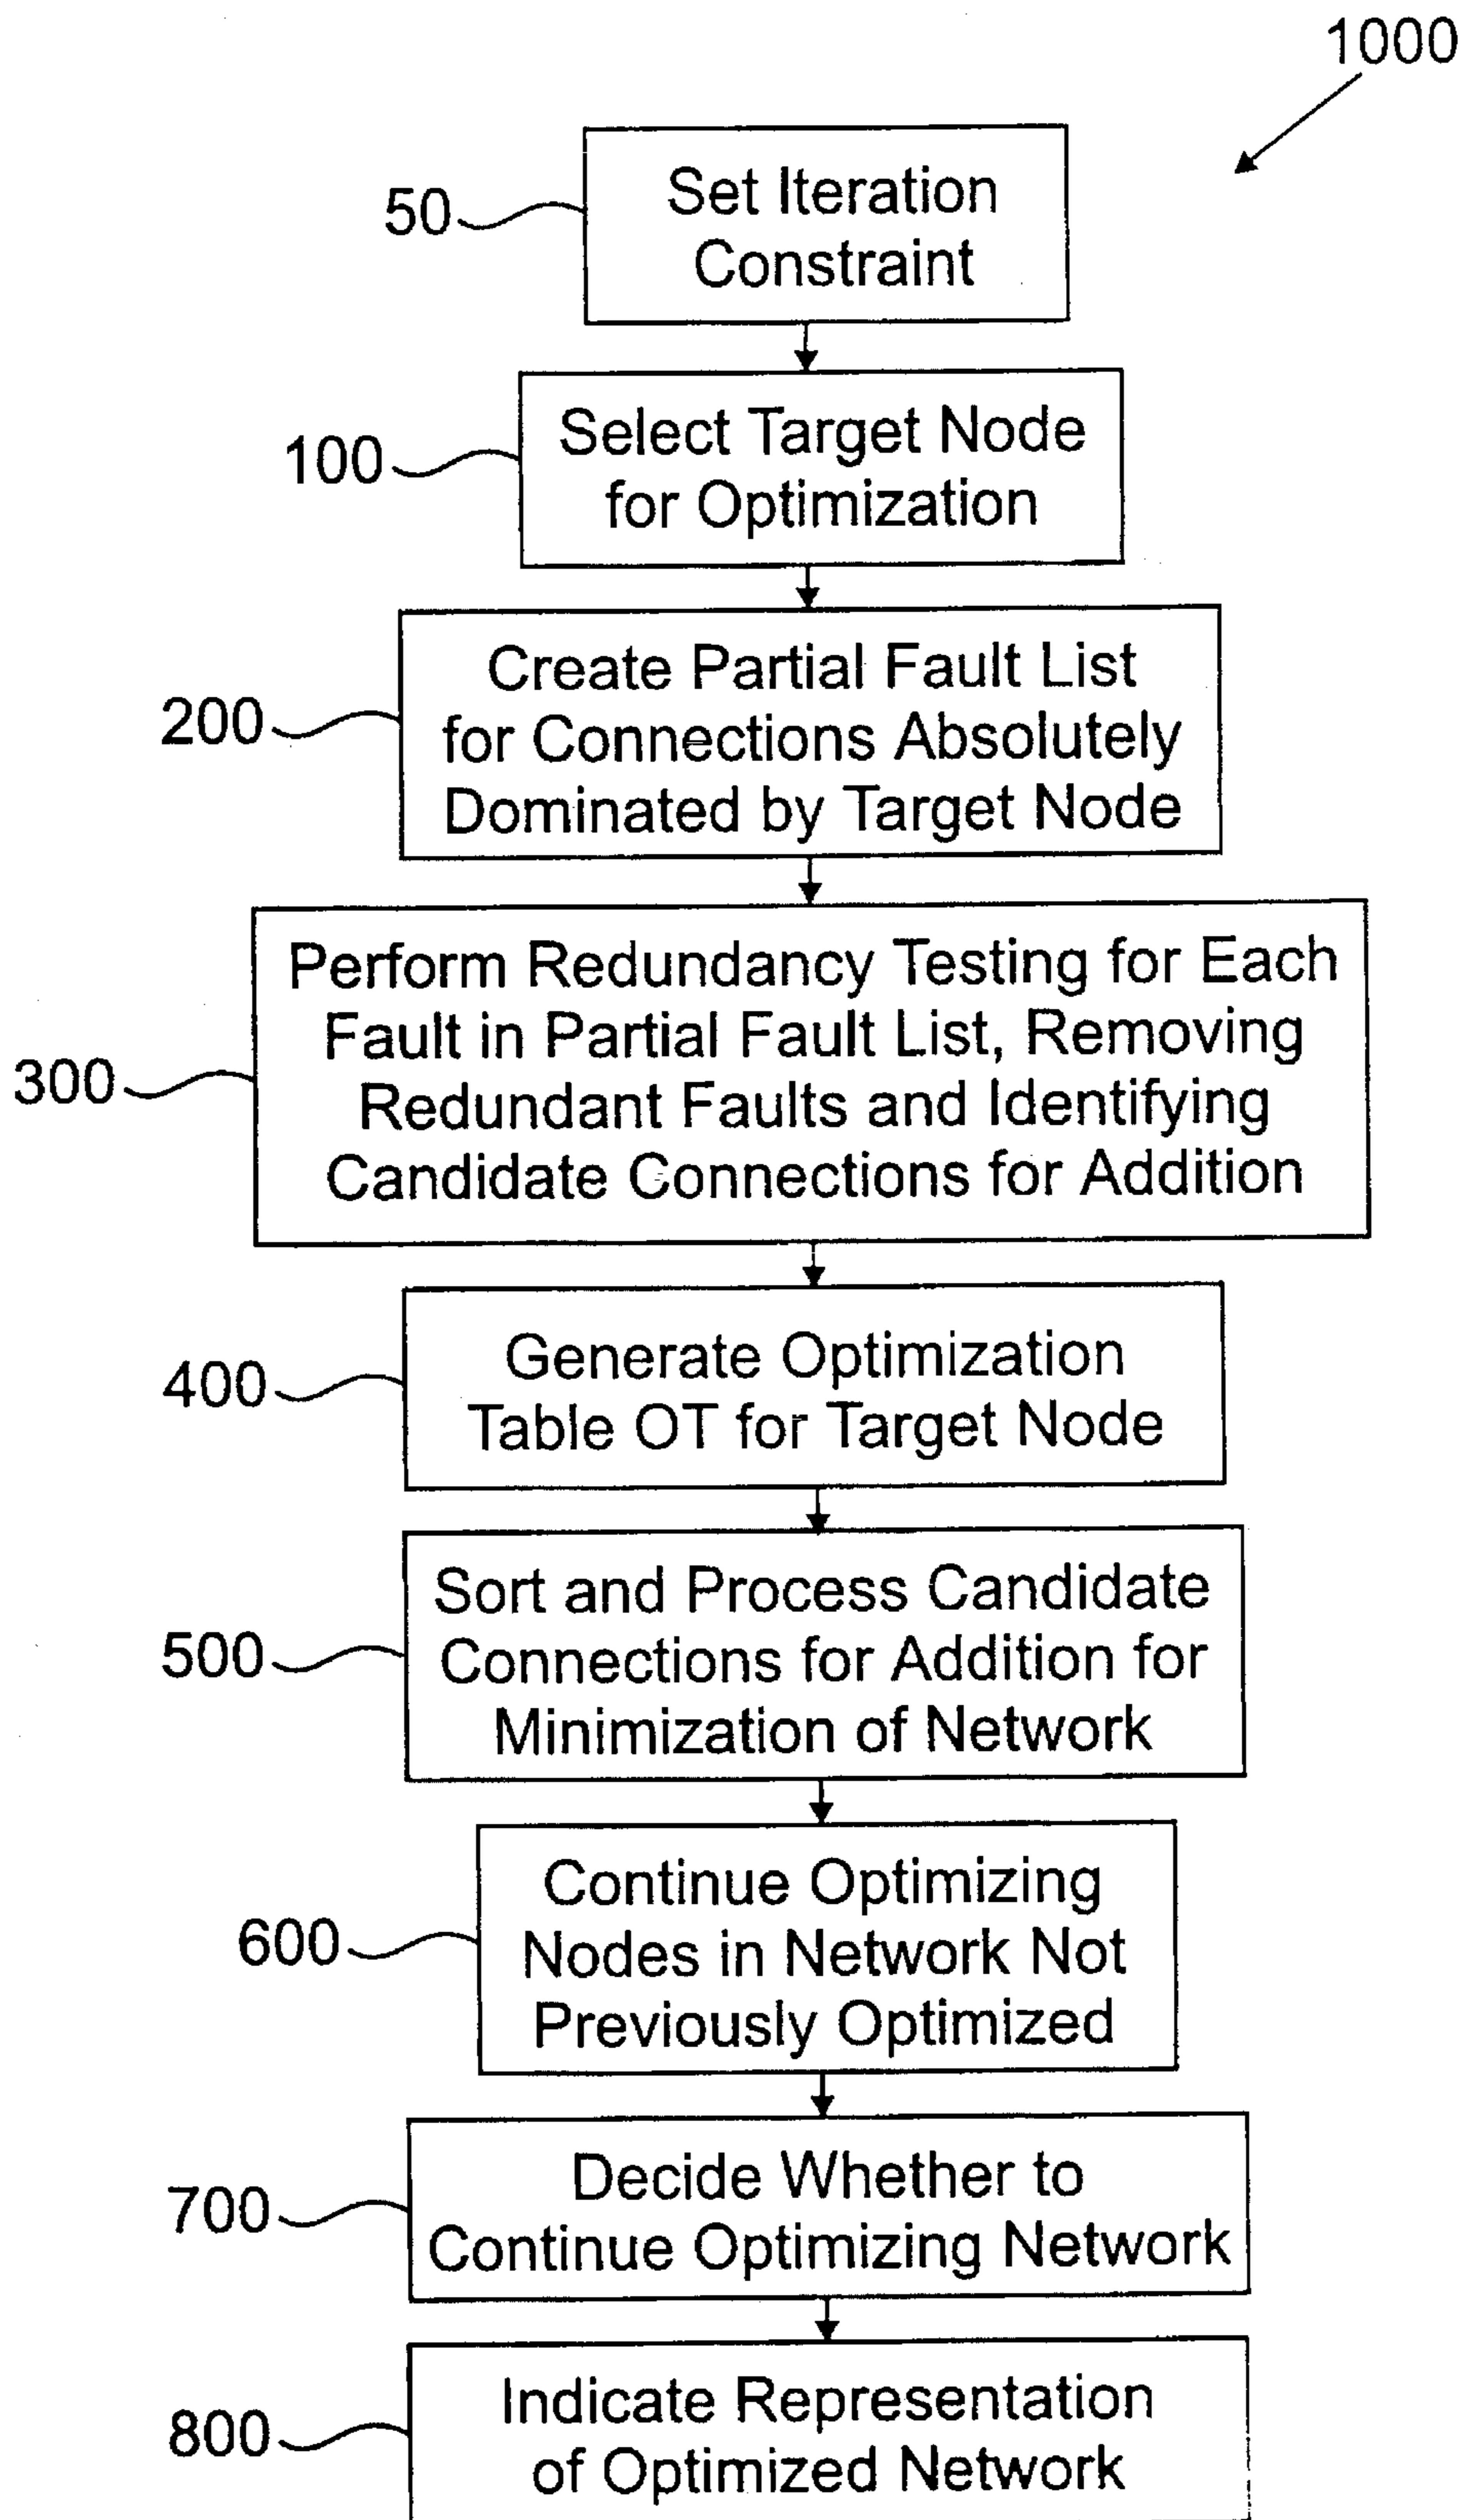 1000
50
Set Iteration
Constraint
100
Select Target Node
for Optimization
200
Create Partial Fault List
for Connections Absolutely
Dominated by Target Node
300
Perform Redundancy Testing for Each
Fault in Partial Fault List, Removing
Redundant Faults and Identifying
Candidate Connections for Addition
400
Generate Optimization
Table OT for Target Node
500
Sort and Process Candidate
Connections for Addition for
Minimization of Network
600
Continue Optimizing
Nodes in Network Not
Previously Optimized
700
Decide Whether to
Continue Optimizing Network
800
Indicate Representation
of Optimized Network